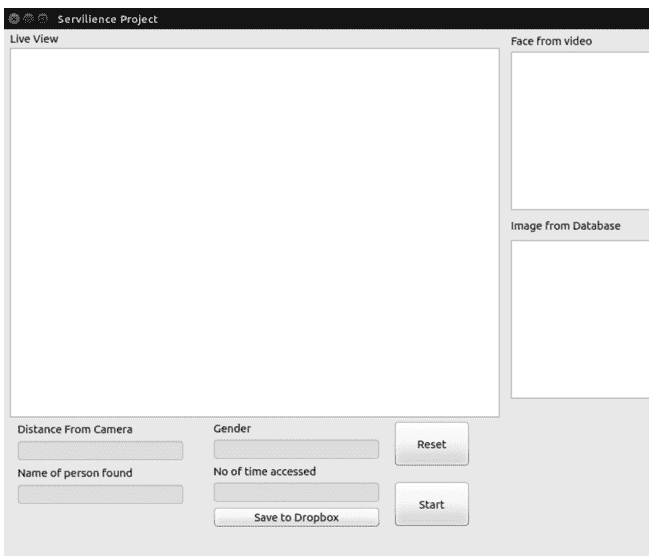 Servilience Project
Live View
Face from video
Image from Database
Distance From Camera
Gender
Reset
Name of person found
No of time accessed
Start
Save to Dropbox